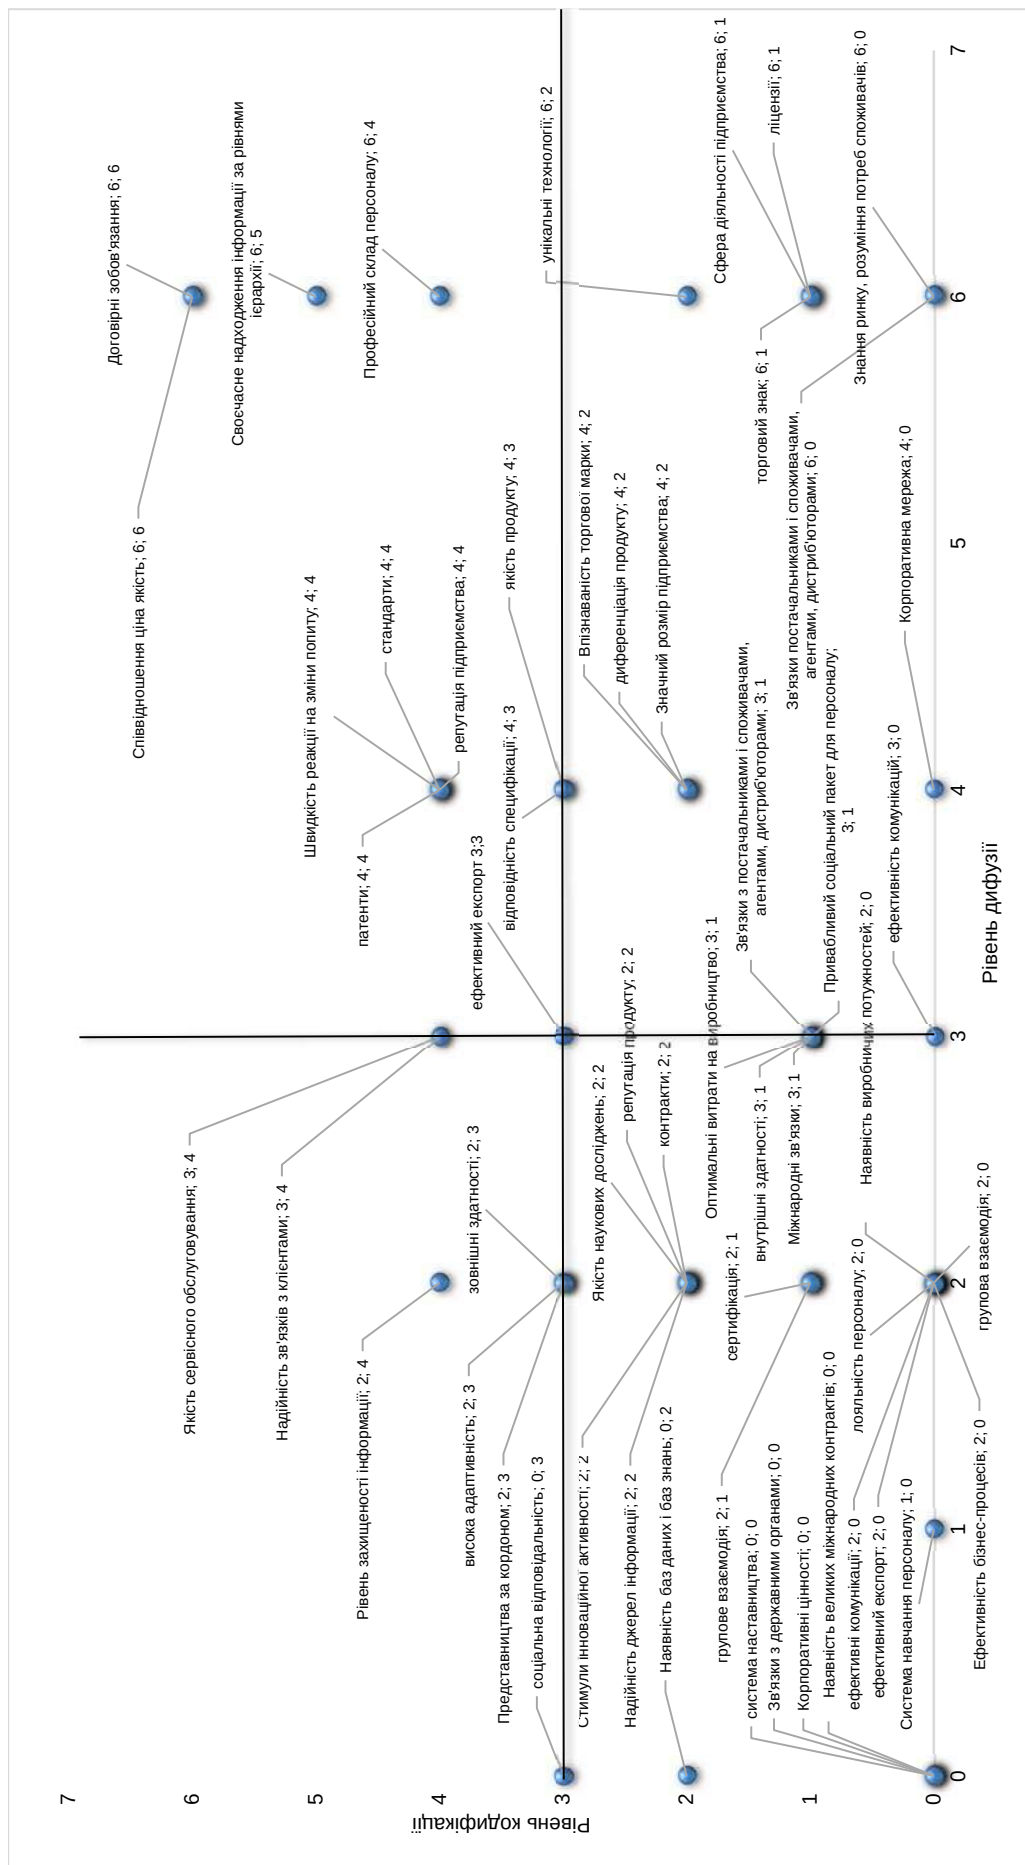 Договірні зобов'язання; 6; 6
Співвідношення ціна якість; 6; 6
Своєчасне надходження інформації за рівнями
ієрархії; 6; 5
Професійний склад персоналу; 6; 4
Швидкість реакції на зміни попиту; 4; 4
стандарти; 4; 4
репутація підприємства; 4; 4
патенти; 4; 4
Якість сервісного обслуговування; 3; 4
Надійність зв'язків з клієнтами; 3; 4
Рівень захищеності інформації; 2; 4
ефективний експорт 3;3
відповідність специфікації; 4; 3
якість продукту; 4; 3
зовнішні здатності; 2; 3
висока адаптивність; 2; 3
Представництва за кордоном; 2; 3
соціальна відповідальність; 0; 3
унікальні технології; 6; 2
Впізнаваність торгової марки; 4; 2
диференціація продукту; 4; 2
Значний розмір підприємства; 4; 2
Якість наукових досліджень; 2; 2
репутація продукту; 2; 2
контракти; 2; 2
Стимули інноваційної активності; 2; 2
Надійність джерел інформації; 2; 2
Наявність баз даних і баз знань; 0; 2
Сфера діяльності підприємства; 6; 1
ліцензії; 6; 1
торговий знак; 6; 1
Оптимальні витрати на виробництво; 3; 1
Зв'язки з постачальниками і споживачами,
агентами, дистриб'юторами; 3; 1
внутрішні здатності; 3; 1
Міжнародні зв'язки; 3; 1
Привабливий соціальний пакет для персоналу;
3; 1
сертифікація; 2; 1
групове взаємодія; 2; 1
Знання ринку, розуміння потреб споживачів; 6; 0
Зв'язки постачальниками і споживачами,
агентами, дистриб'юторами; 6; 0
Корпоративна мережа; 4; 0
ефективність комунікацій; 3; 0
Наявність виробничих потужностей; 2; 0
лояльність персоналу; 2; 0
групова взаємодія; 2; 0
система наставництва; 0; 0
Зв'язки з державними органами; 0; 0
Корпоративні цінності; 0; 0
Наявність великих міжнародних контрактів; 0; 0
ефективні комунікації; 2; 0
ефективний експорт; 2; 0
Система навчання персоналу; 1; 0
Ефективність бізнес-процесів; 2; 0
7
6
5
4
3
2
1
0
Рівень кодифікації
0
1
2
3
4
5
6
7
Рівень дифузії